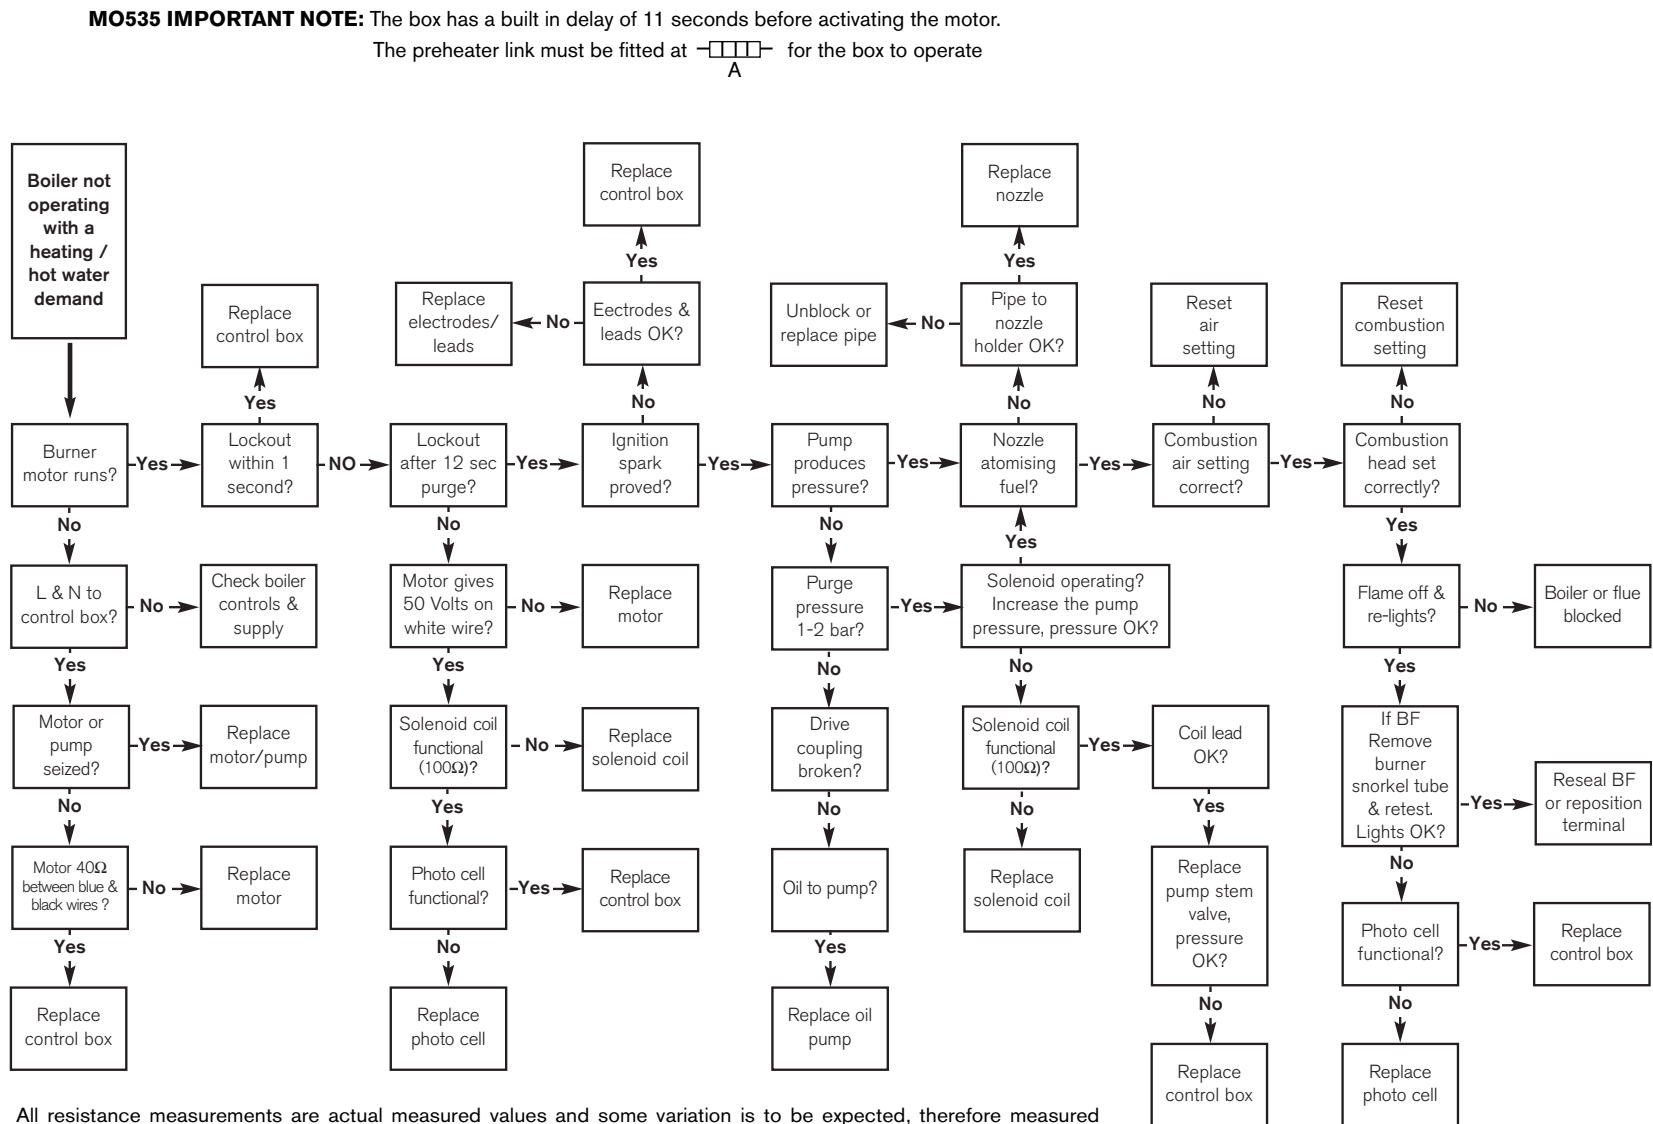 MO535 IMPORTANT NOTE: The box has a built in delay of 11 seconds before activating the motor.
The preheater link must be fitted at for the box to operate
A
Boiler not
operating
with a
heating /
hot water
demand
Replace
control box
Yes
Replace
nozzle
Yes
Replace
control box
Yes
Replace
electrodes/
leads
No
Eectrodes &
leads OK?
No
Unblock or
replace pipe
No
Pipe to
nozzle
holder OK?
No
Reset
air
setting
No
Reset
combustion
setting
No
Burner
motor runs?
Yes
Lockout
within 1
second?
NO
Lockout
after 12 sec
purge?
Yes
Ignition
spark
proved?
Yes
Pump
produces
pressure?
Yes
Nozzle
atomising
fuel?
Yes
Combustion
air setting
correct?
Yes
Combustion
head set
correctly?
No
No
No
Yes
Yes
L & N to
control box?
No
Check boiler
controls &
supply
Motor gives
50 Volts on
white wire?
No
Replace
motor
Purge
pressure
1-2 bar?
Yes
Solenoid operating?
Increase the pump
pressure, pressure OK?
Flame off &
re-lights?
No
Boiler or flue
blocked
Yes
Yes
No
No
Yes
Motor or
pump
seized?
Yes
Replace
motor/pump
Solenoid coil
functional
(100Ω)?
No
Replace
solenoid coil
Drive
coupling
broken?
Solenoid coil
functional
(100Ω)?
Yes
Coil lead
OK?
If BF
Remove
burner
snorkel tube
& retest.
Lights OK?
Yes
Reseal BF
or reposition
terminal
No
Yes
No
No
Yes
No
Motor 40Ω
between blue &
black wires ?
No
Replace
motor
Photo cell
functional?
Yes
Replace
control box
Oil to pump?
Replace
solenoid coil
Replace
pump stem
valve,
pressure
OK?
Photo cell
functional?
Yes
Replace
control box
Yes
No
Yes
No
No
Replace
control box
Replace
photo cell
Replace oil
pump
Replace
control box
Replace
photo cell
All resistance measurements are actual measured values and some variation is to be expected, therefore measured